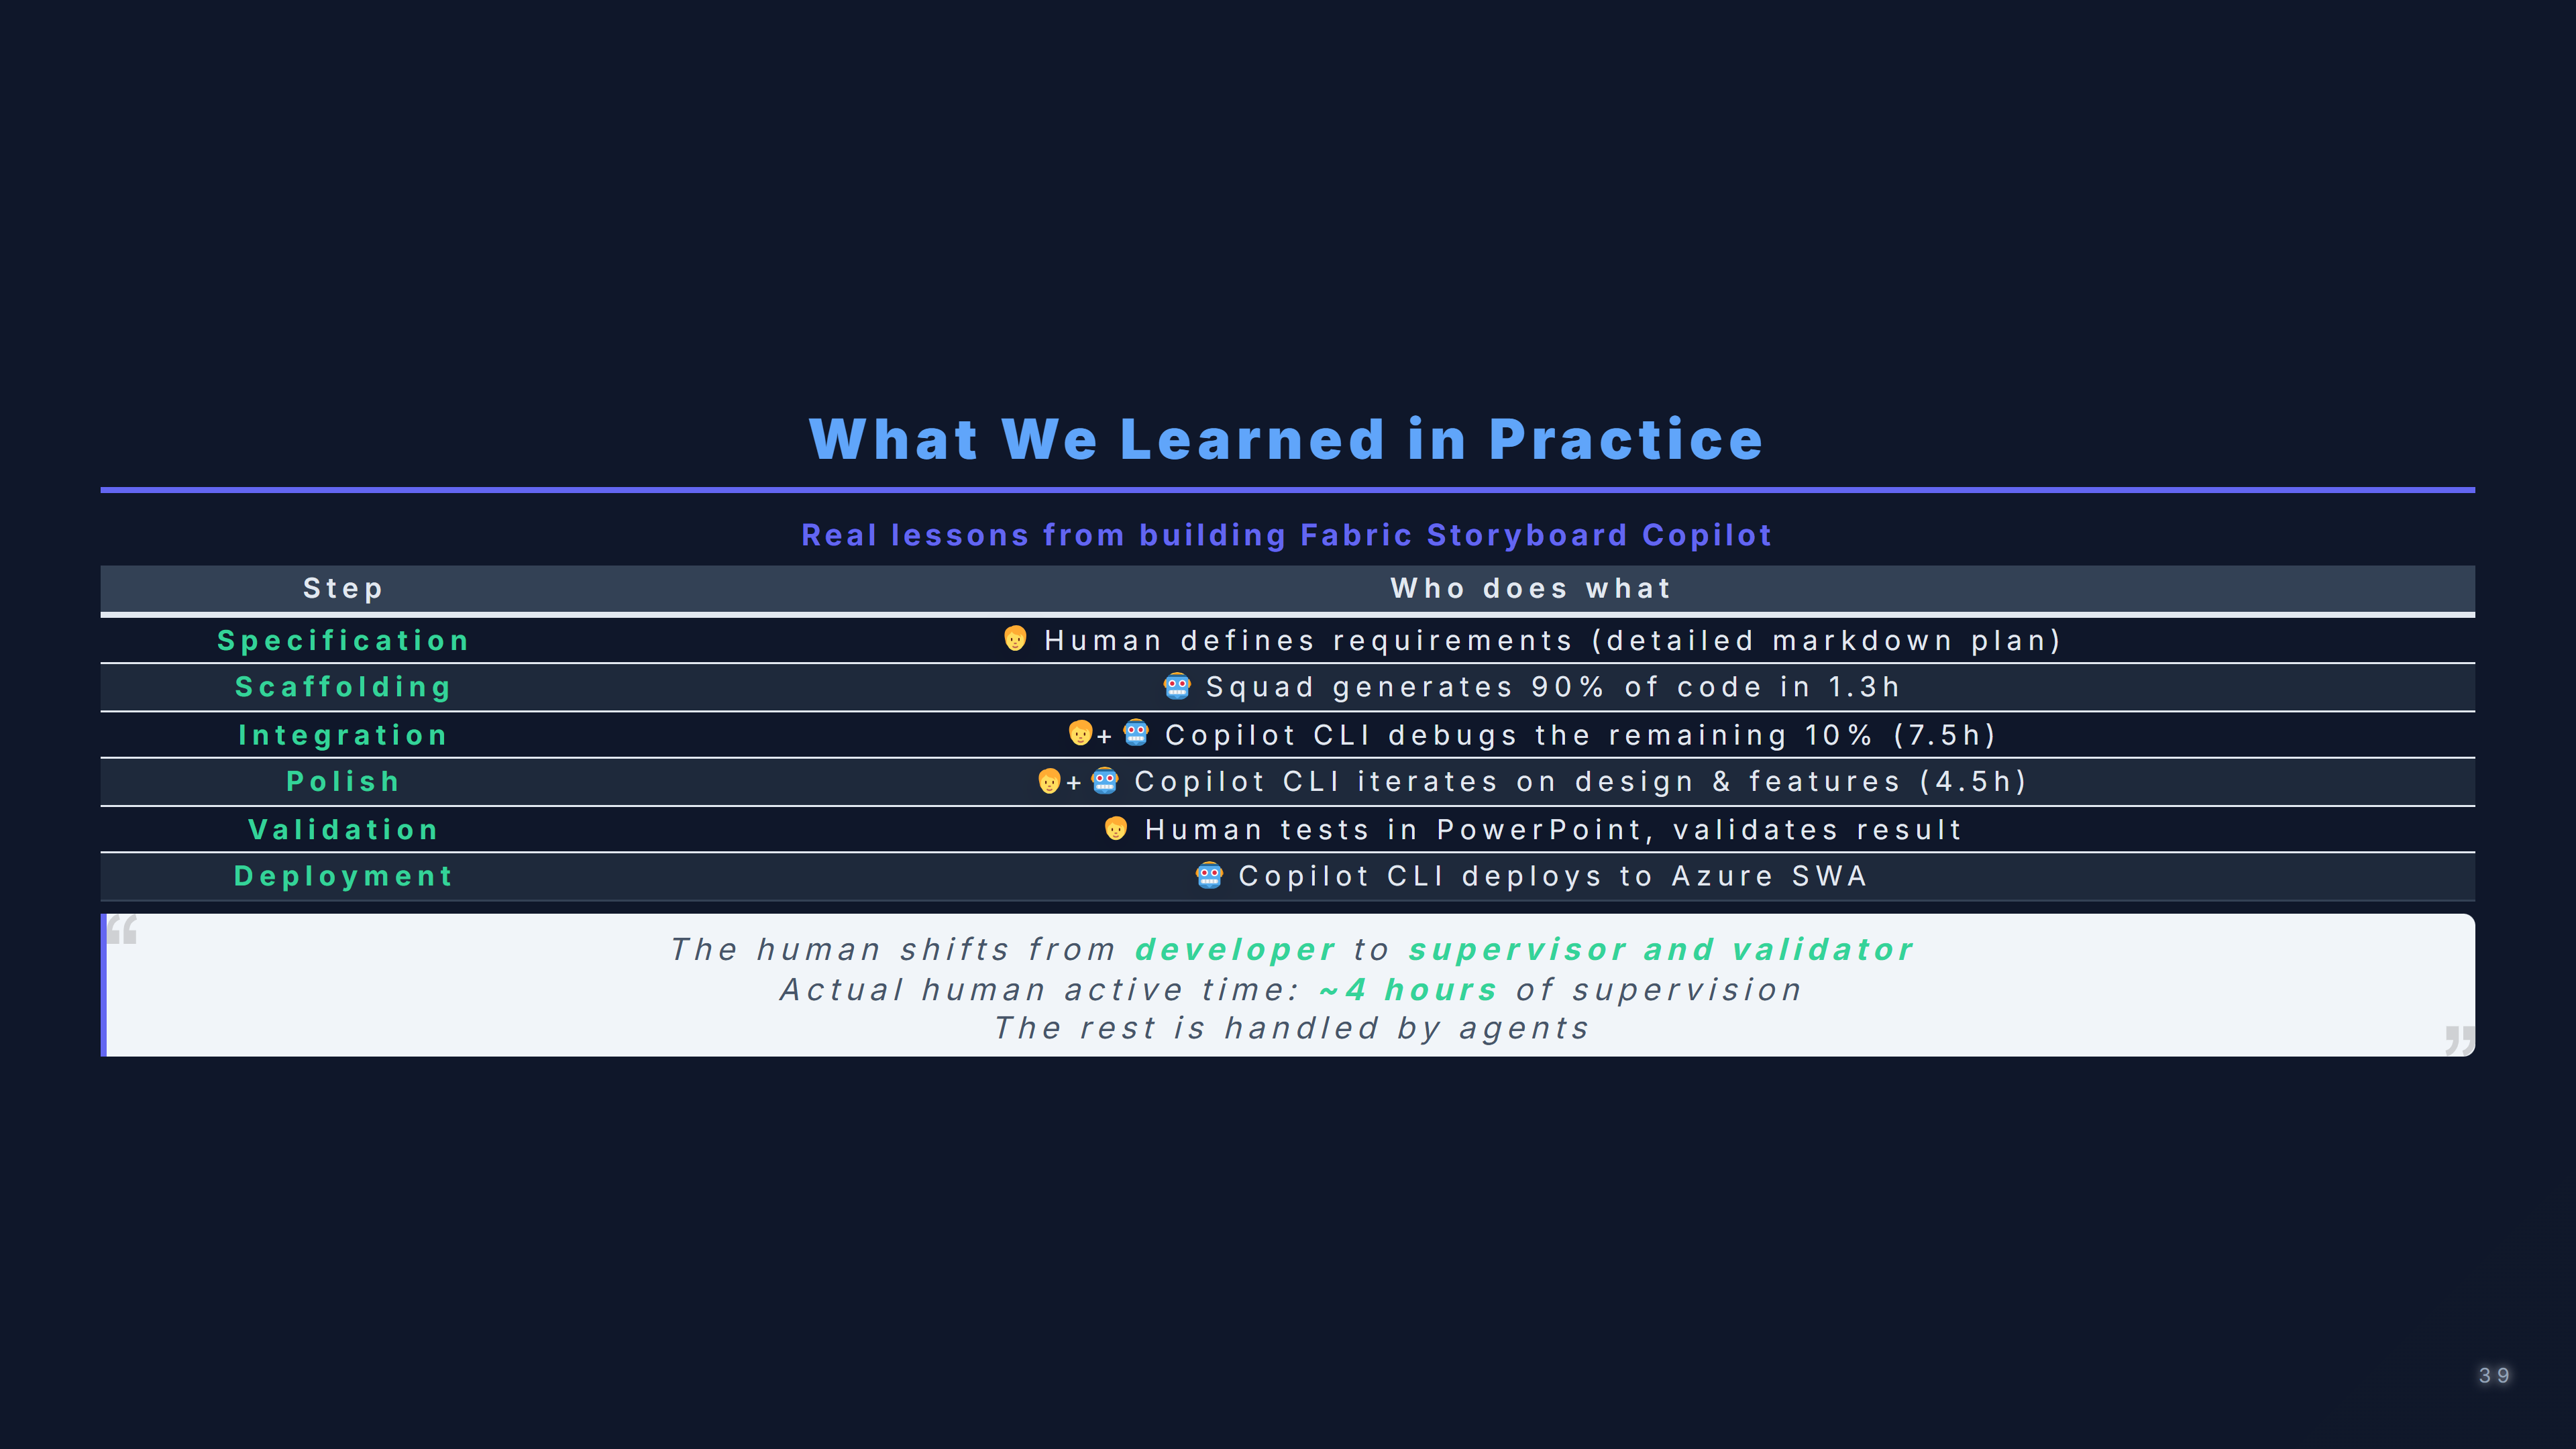 What We Learned in Practice
Real lessons from building Fabric Storyboard Copilot
Step Who does what
Specification 🧑 Human defines requirements (detailed markdown plan)
Scaffolding 🤖 Squad generates 90% of code in 1.3h
Integration 🧑+🤖 Copilot CLI debugs the remaining 10% (7.5h)
Polish 🧑+🤖 Copilot CLI iterates on design & features (4.5h)
Validation 🧑 Human tests in PowerPoint, validates result
Deployment 🤖 Copilot CLI deploys to Azure SWA
“
The human shifts from developer to supervisor and validator
Actual human active time: ~4 hours of supervision
The rest is handled by agents
”
39